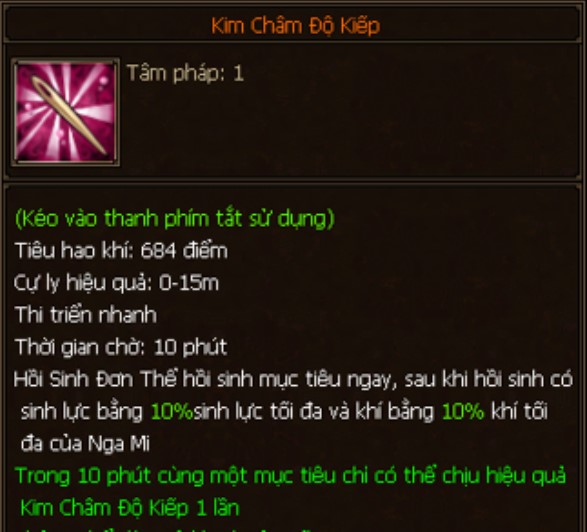 Kim Châm Độ Kiếp
Tâm pháp: 1
(Kéo vào thanh phím tắt sử dụng)
Tiêu hao khí: 684 điểm
Cự ly hiệu quả: 0-15m
Thi triển nhanh
Thời gian chờ: 10 phút
Hồi Sinh Đơn Thể hồi sinh mục tiêu ngay, sau khi hồi sinh có
sinh lực bằng 10%sinh lực tối đa và khí bằng 10% khí tối
đa của Nga Mi
Trong 10 phút cùng một mục tiêu chỉ có thể chịu hiệu quả
Kim Châm Độ Kiếp 1 lần